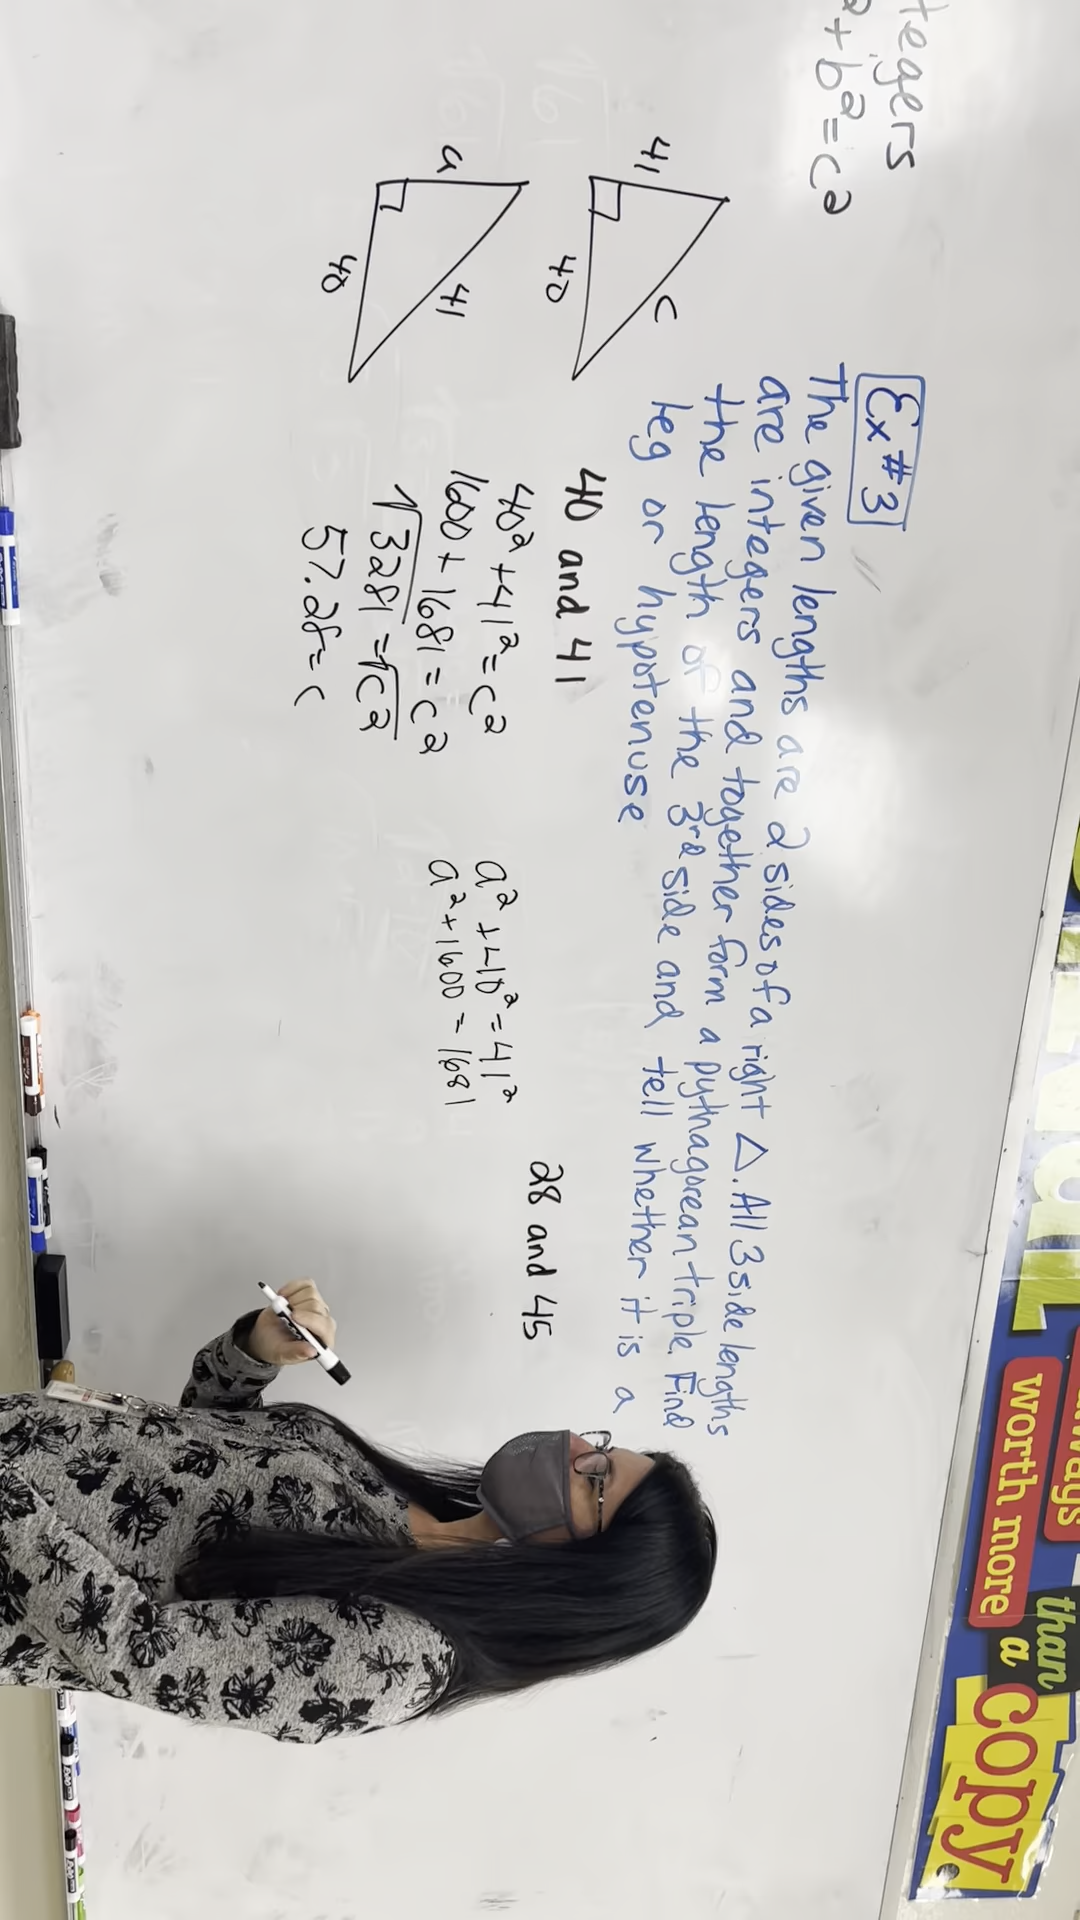 tegers
² + b² = c²
Ex #3
The given lengths are 2 sides of a right △. All 3 side lengths
are integers and together form a pythagorean triple. Find
the length of the 3rd side and tell whether it is a
leg or hypotenuse
41
c
40
a
41
40
40 and 41
40² + 41² = c²
1600 + 1681 = c²
√3281 = √c²
57.28 = c
a² + 40² = 41²
a² + 1600 = 1681
28 and 45
than
worth more a
copy.